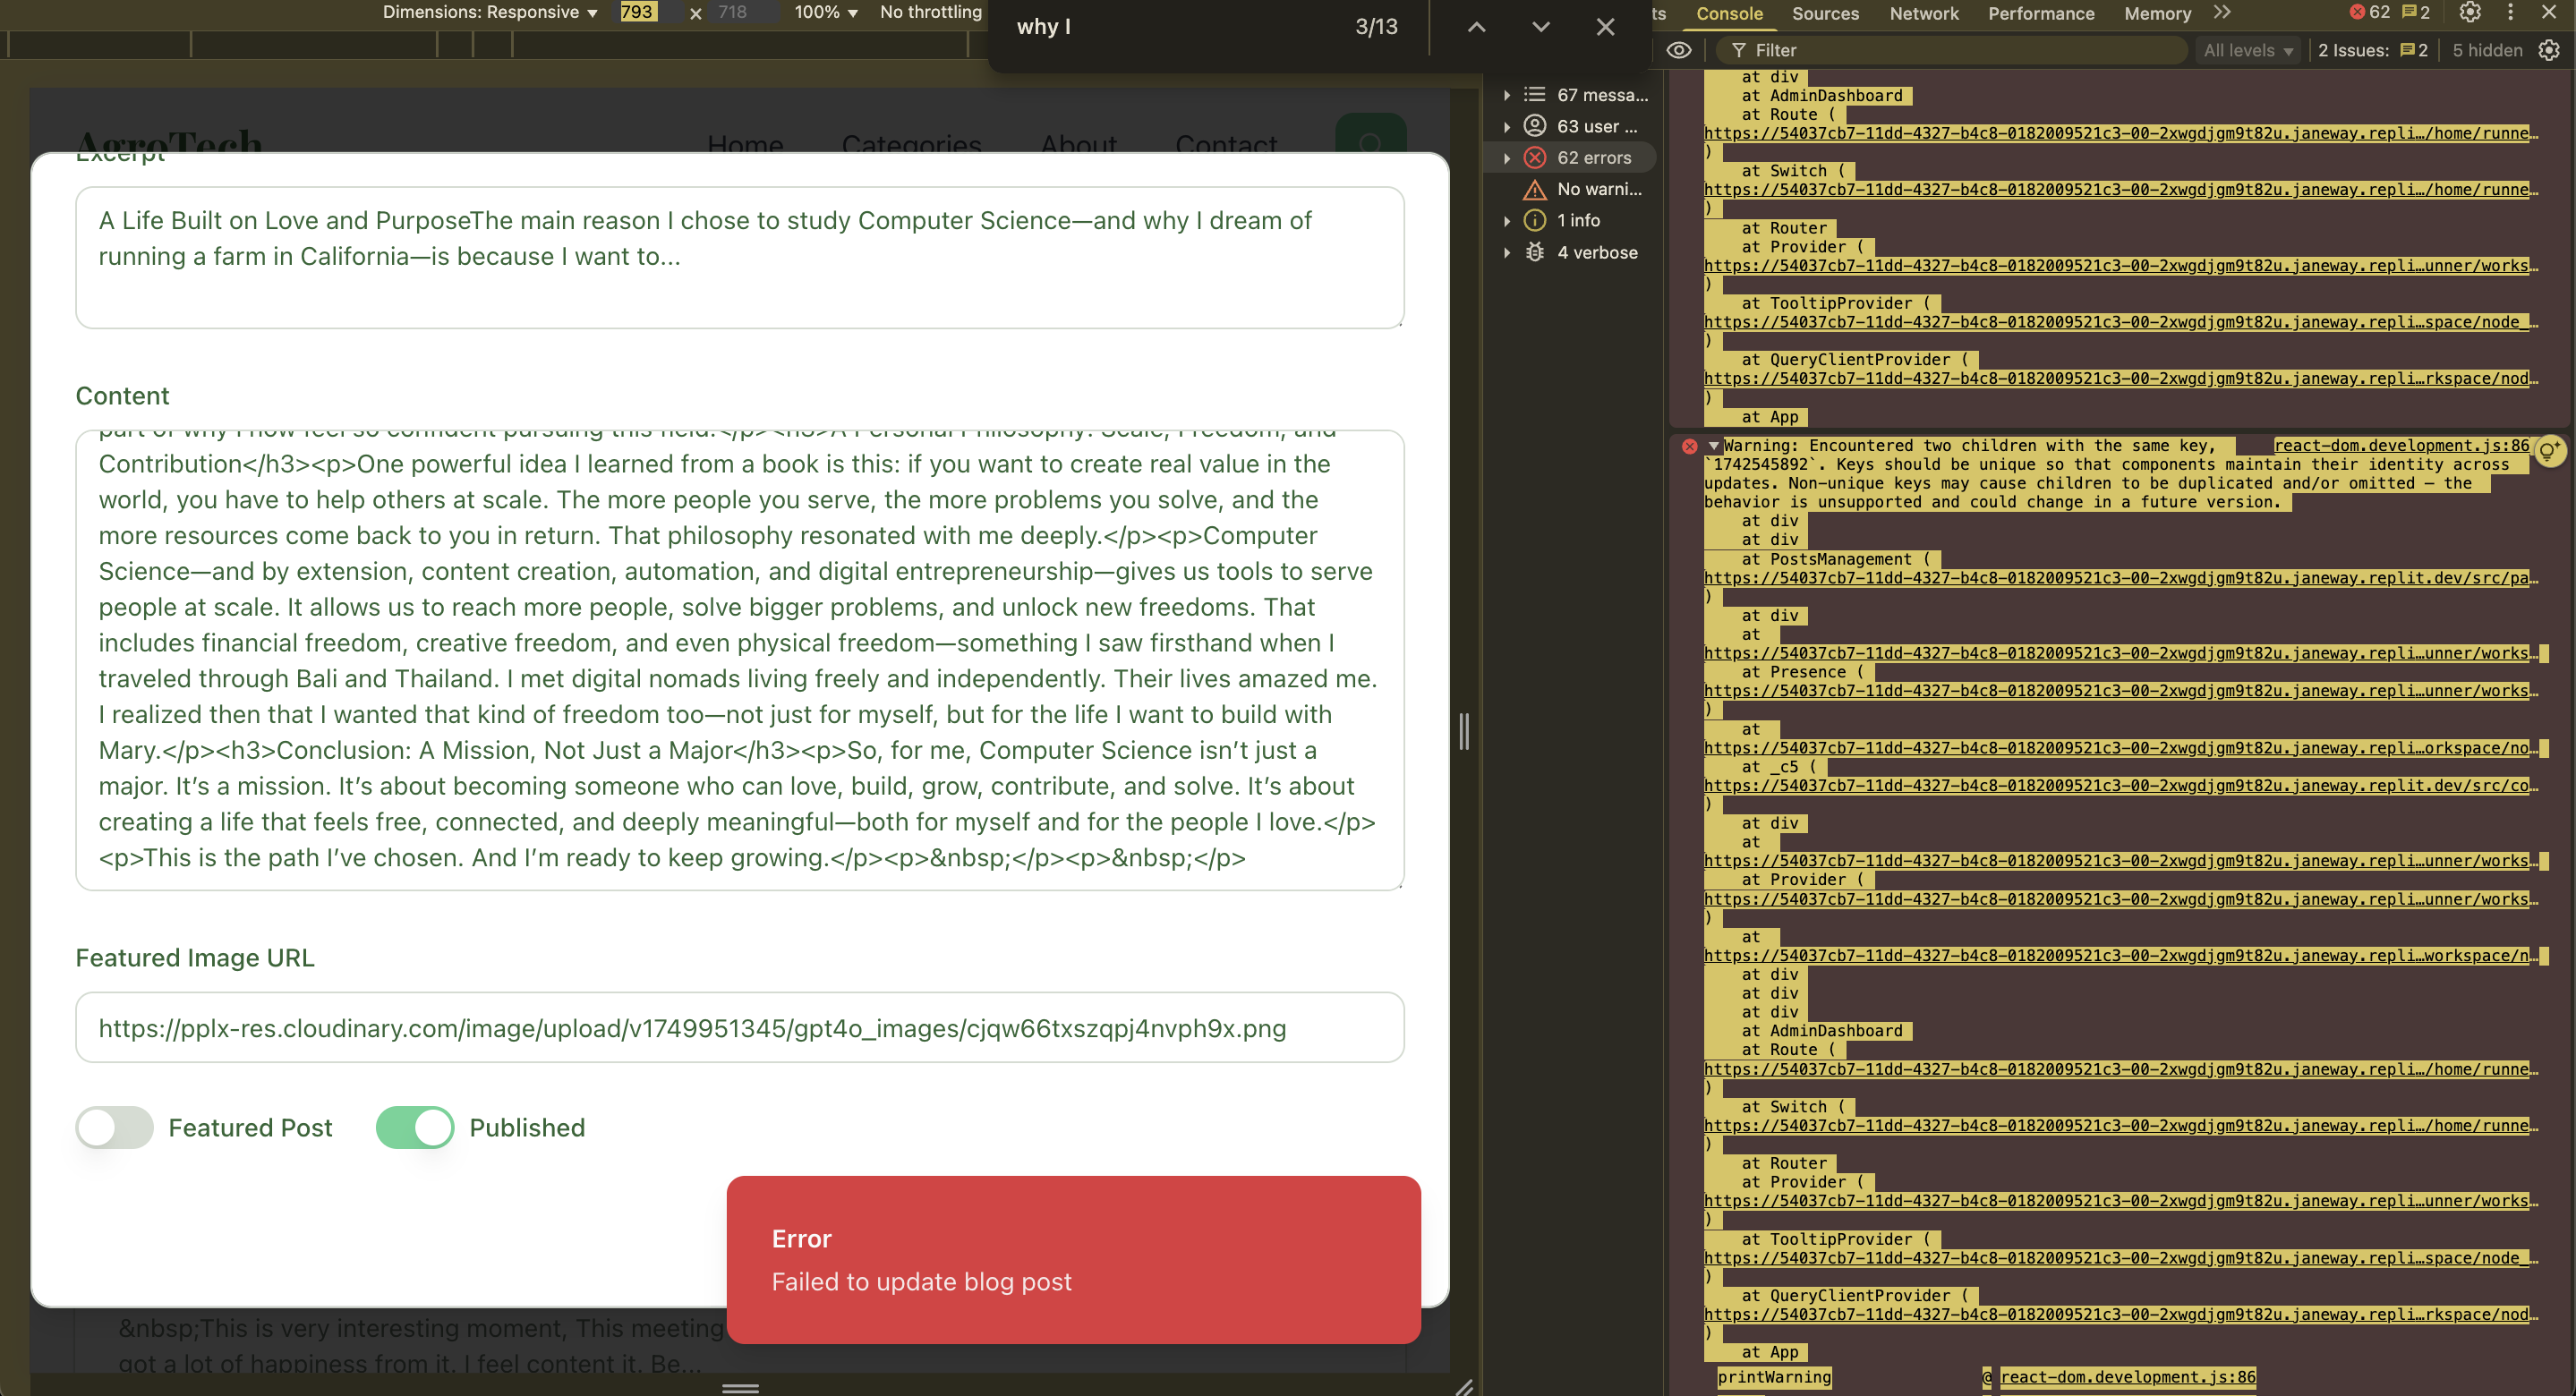 Dimensions: Responsive
793
×
718
100%
No throttling
why I
3/13
AgroTech
Home
Categories
About
Contact
Excerpt
A Life Built on Love and PurposeThe main reason I chose to study Computer Science—and why I dream of
running a farm in California—is because I want to...
Content
part of why I now feel so confident pursuing this field.</p><h3>A Personal Philosophy: Scale, Freedom, and
Contribution</h3><p>One powerful idea I learned from a book is this: if you want to create real value in the
world, you have to help others at scale. The more people you serve, the more problems you solve, and the
more resources come back to you in return. That philosophy resonated with me deeply.</p><p>Computer
Science—and by extension, content creation, automation, and digital entrepreneurship—gives us tools to serve
people at scale. It allows us to reach more people, solve bigger problems, and unlock new freedoms. That
includes financial freedom, creative freedom, and even physical freedom—something I saw firsthand when I
traveled through Bali and Thailand. I met digital nomads living freely and independently. Their lives amazed me.
I realized then that I wanted that kind of freedom too—not just for myself, but for the life I want to build with
Mary.</p><h3>Conclusion: A Mission, Not Just a Major</h3><p>So, for me, Computer Science isn’t just a
major. It’s a mission. It’s about becoming someone who can love, build, grow, contribute, and solve. It’s about
creating a life that feels free, connected, and deeply meaningful—both for myself and for the people I love.</p>
<p>This is the path I’ve chosen. And I’m ready to keep growing.</p><p>&nbsp;</p><p>&nbsp;</p>
Featured Image URL
https://pplx-res.cloudinary.com/image/upload/v1749951345/gpt4o_images/cjqw66txszqpj4nvph9x.png
Featured Post
Published
Error
Failed to update blog post
&nbsp;This is very interesting moment, This meeting
got a lot of happiness from it. I feel content it. Be...
ts
Console
Sources
Network
Performance
Memory
62
2
Filter
All levels
2 Issues:
2
5 hidden
67 messa...
63 user ...
62 errors
No warni...
1 info
4 verbose
at div
at AdminDashboard
at Route (
https://54037cb7-11dd-4327-b4c8-0182009521c3-00-2xwgdjgm9t82u.janeway.repli…/home/runne…
)
at Switch (
https://54037cb7-11dd-4327-b4c8-0182009521c3-00-2xwgdjgm9t82u.janeway.repli…/home/runne…
)
at Router
at Provider (
https://54037cb7-11dd-4327-b4c8-0182009521c3-00-2xwgdjgm9t82u.janeway.repli…unner/works…
)
at TooltipProvider (
https://54037cb7-11dd-4327-b4c8-0182009521c3-00-2xwgdjgm9t82u.janeway.repli…space/node_…
)
at QueryClientProvider (
https://54037cb7-11dd-4327-b4c8-0182009521c3-00-2xwgdjgm9t82u.janeway.repli…rkspace/nod…
)
at App
Warning: Encountered two children with the same key, react-dom.development.js:86
`1742545892`. Keys should be unique so that components maintain their identity across
updates. Non-unique keys may cause children to be duplicated and/or omitted — the
behavior is unsupported and could change in a future version.
at div
at div
at PostsManagement (
https://54037cb7-11dd-4327-b4c8-0182009521c3-00-2xwgdjgm9t82u.janeway.replit.dev/src/pa…
)
at div
at
https://54037cb7-11dd-4327-b4c8-0182009521c3-00-2xwgdjgm9t82u.janeway.repli…unner/works…
at Presence (
https://54037cb7-11dd-4327-b4c8-0182009521c3-00-2xwgdjgm9t82u.janeway.repli…unner/works…
)
at
https://54037cb7-11dd-4327-b4c8-0182009521c3-00-2xwgdjgm9t82u.janeway.repli…orkspace/no…
at _c5 (
https://54037cb7-11dd-4327-b4c8-0182009521c3-00-2xwgdjgm9t82u.janeway.replit.dev/src/co…
)
at div
at
https://54037cb7-11dd-4327-b4c8-0182009521c3-00-2xwgdjgm9t82u.janeway.repli…unner/works…
at Provider (
https://54037cb7-11dd-4327-b4c8-0182009521c3-00-2xwgdjgm9t82u.janeway.repli…unner/works…
)
at
https://54037cb7-11dd-4327-b4c8-0182009521c3-00-2xwgdjgm9t82u.janeway.repli…workspace/n…
at div
at div
at div
at AdminDashboard
at Route (
https://54037cb7-11dd-4327-b4c8-0182009521c3-00-2xwgdjgm9t82u.janeway.repli…/home/runne…
)
at Switch (
https://54037cb7-11dd-4327-b4c8-0182009521c3-00-2xwgdjgm9t82u.janeway.repli…/home/runne…
)
at Router
at Provider (
https://54037cb7-11dd-4327-b4c8-0182009521c3-00-2xwgdjgm9t82u.janeway.repli…unner/works…
)
at TooltipProvider (
https://54037cb7-11dd-4327-b4c8-0182009521c3-00-2xwgdjgm9t82u.janeway.repli…space/node_…
)
at QueryClientProvider (
https://54037cb7-11dd-4327-b4c8-0182009521c3-00-2xwgdjgm9t82u.janeway.repli…rkspace/nod…
)
at App
printWarning @ react-dom.development.js:86